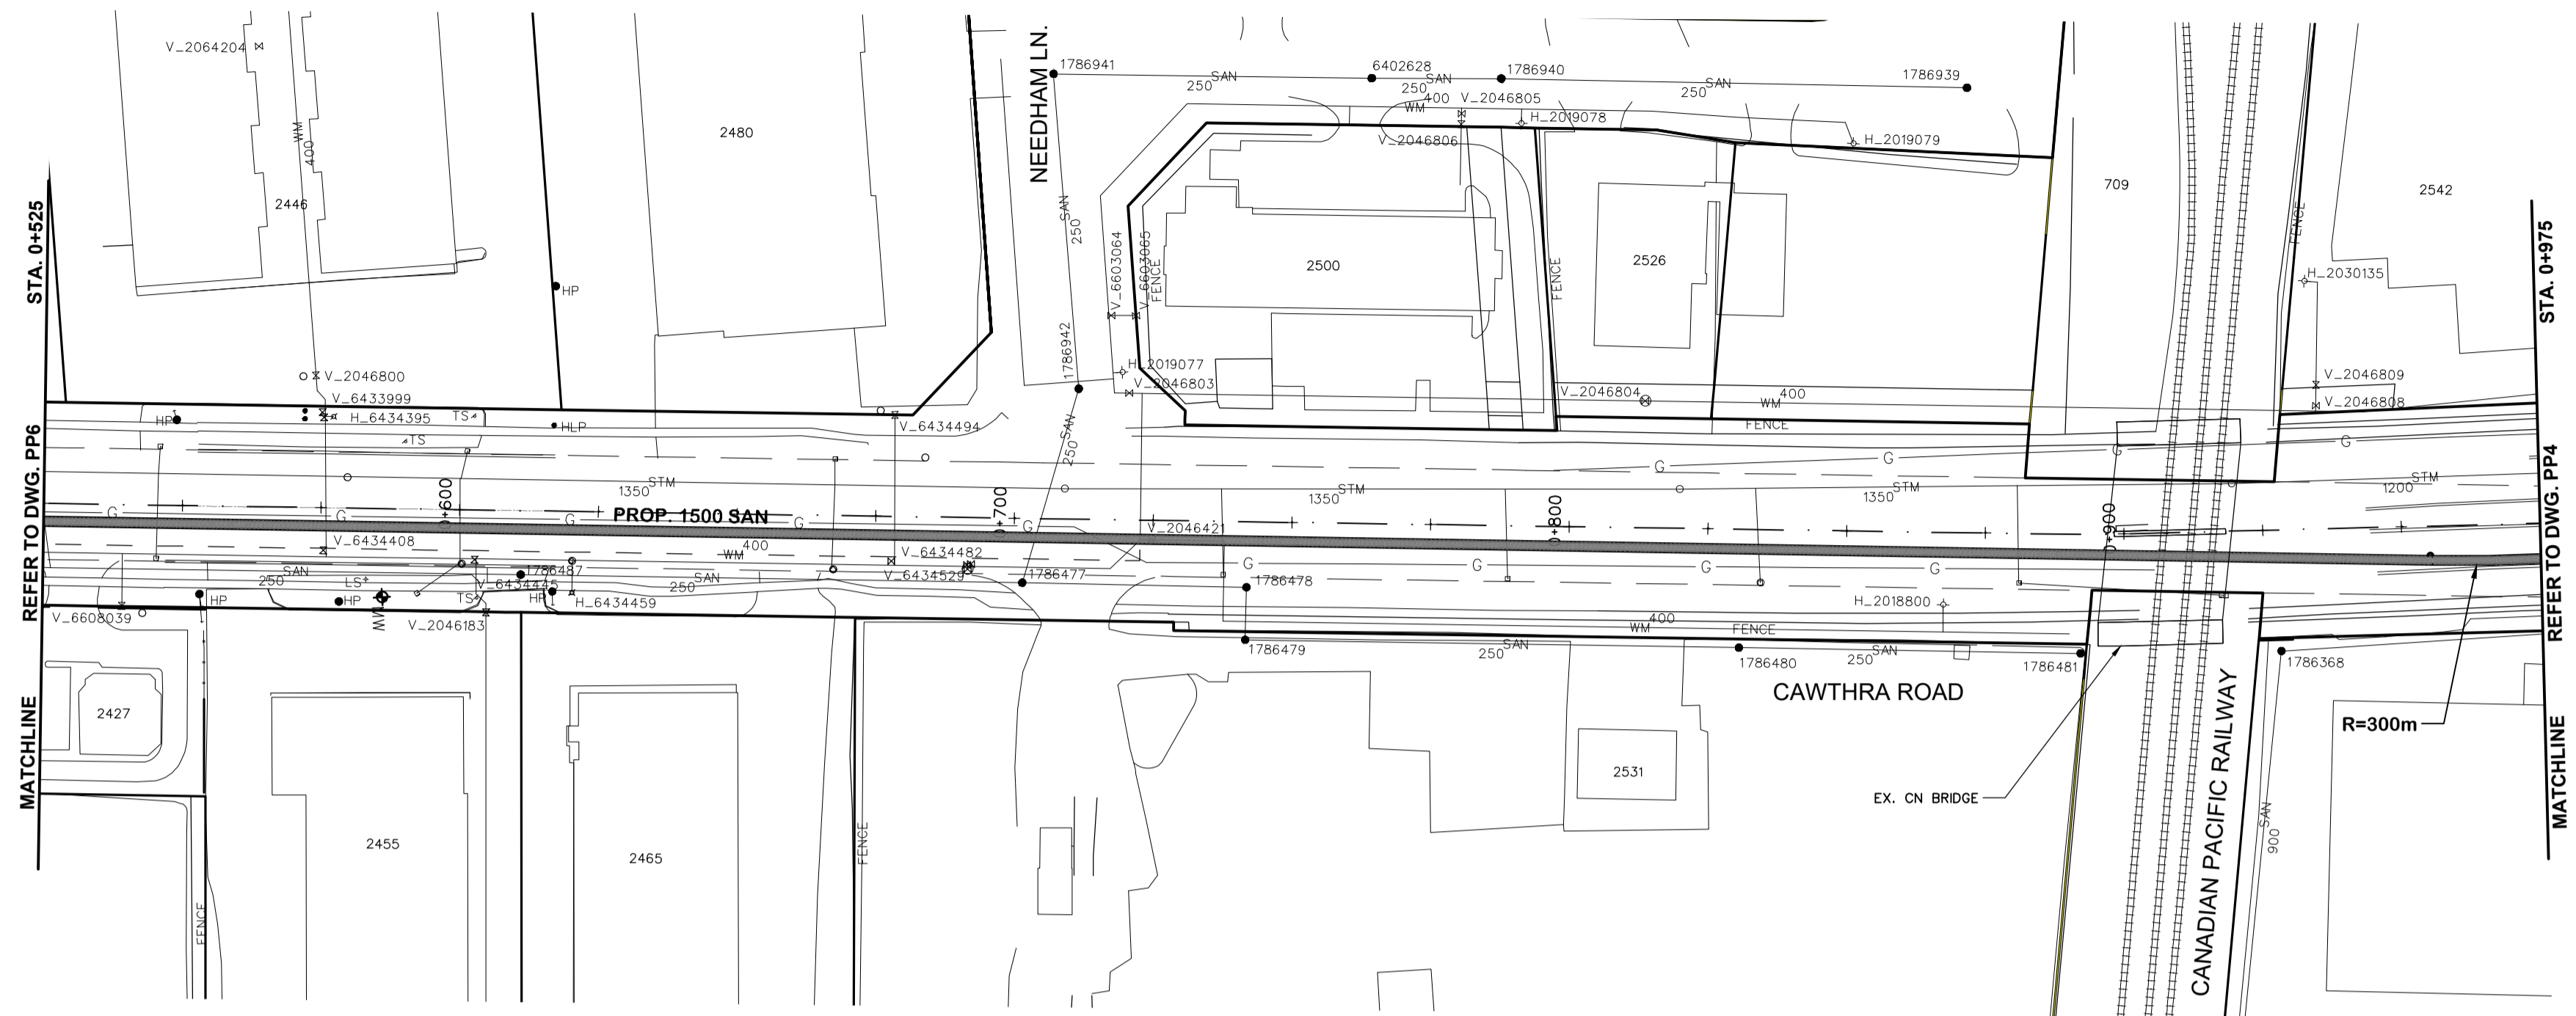 V_2064204
WM
400
2446
2480
HP
NEEDHAM LN.
1786941
SAN
250
6402628
SAN
250
1786940
SAN
250
1786939
400
WM
V_2046805
V_2046806
H_2019078
H_2019079
SAN
250
V_6603064
V_6603065
FENCE
2500
FENCE
2526
709
FENCE
2542
H_2030135
STA. 0+525
STA. 0+975
1786942
H_2019077
V_2046803
V_2046804
400
WM
V_2046809
V_2046808
V_2046800
V_6433999
HP
H_6434395
TS
TS
HLP
V_6434494
250
SAN
FENCE
G
G
G
G
STM
1350
STM
1350
STM
1350
STM
1200
0+600
0+700
0+800
0+900
G
G
G
G
PROP. 1500 SAN
V_2046421
V_6434408
400
WM
V_6434482
V_6434529
G
G
G
G
REFER TO DWG. PP6
REFER TO DWG. PP4
SAN
250
LS
1786487
V_6434445
SAN
250
1786477
1786478
HP
HP
MW
TS
HP
H_6434459
V_6608039
V_2046183
H_2018800
400
WM
FENCE
1786479
SAN
250
1786480
SAN
250
1786481
1786368
CAWTHRA ROAD
2427
MATCHLINE
MATCHLINE
R=300m
2531
EX. CN BRIDGE
CANADIAN PACIFIC RAILWAY
SAN
900
2455
2465
FENCE
FENCE